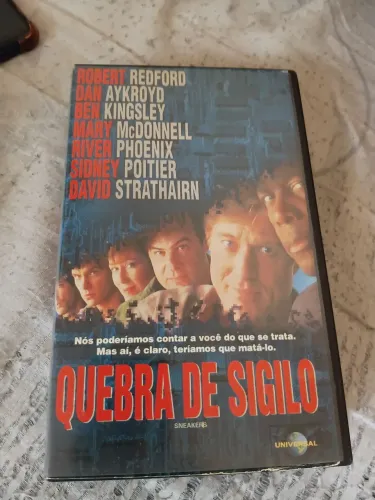 ROBERT REDFORD
DAN AYKROYD
BEN KINGSLEY
MARY McDONNELL
RIVER PHOENIX
SIDNEY POITIER
DAVID STRATHAIRN
Nós poderíamos contar a você do que se trata.
Mas aí, é claro, teríamos que matá-lo.
QUEBRA DE SIGILO
SNEAKERS
UNIVERSAL